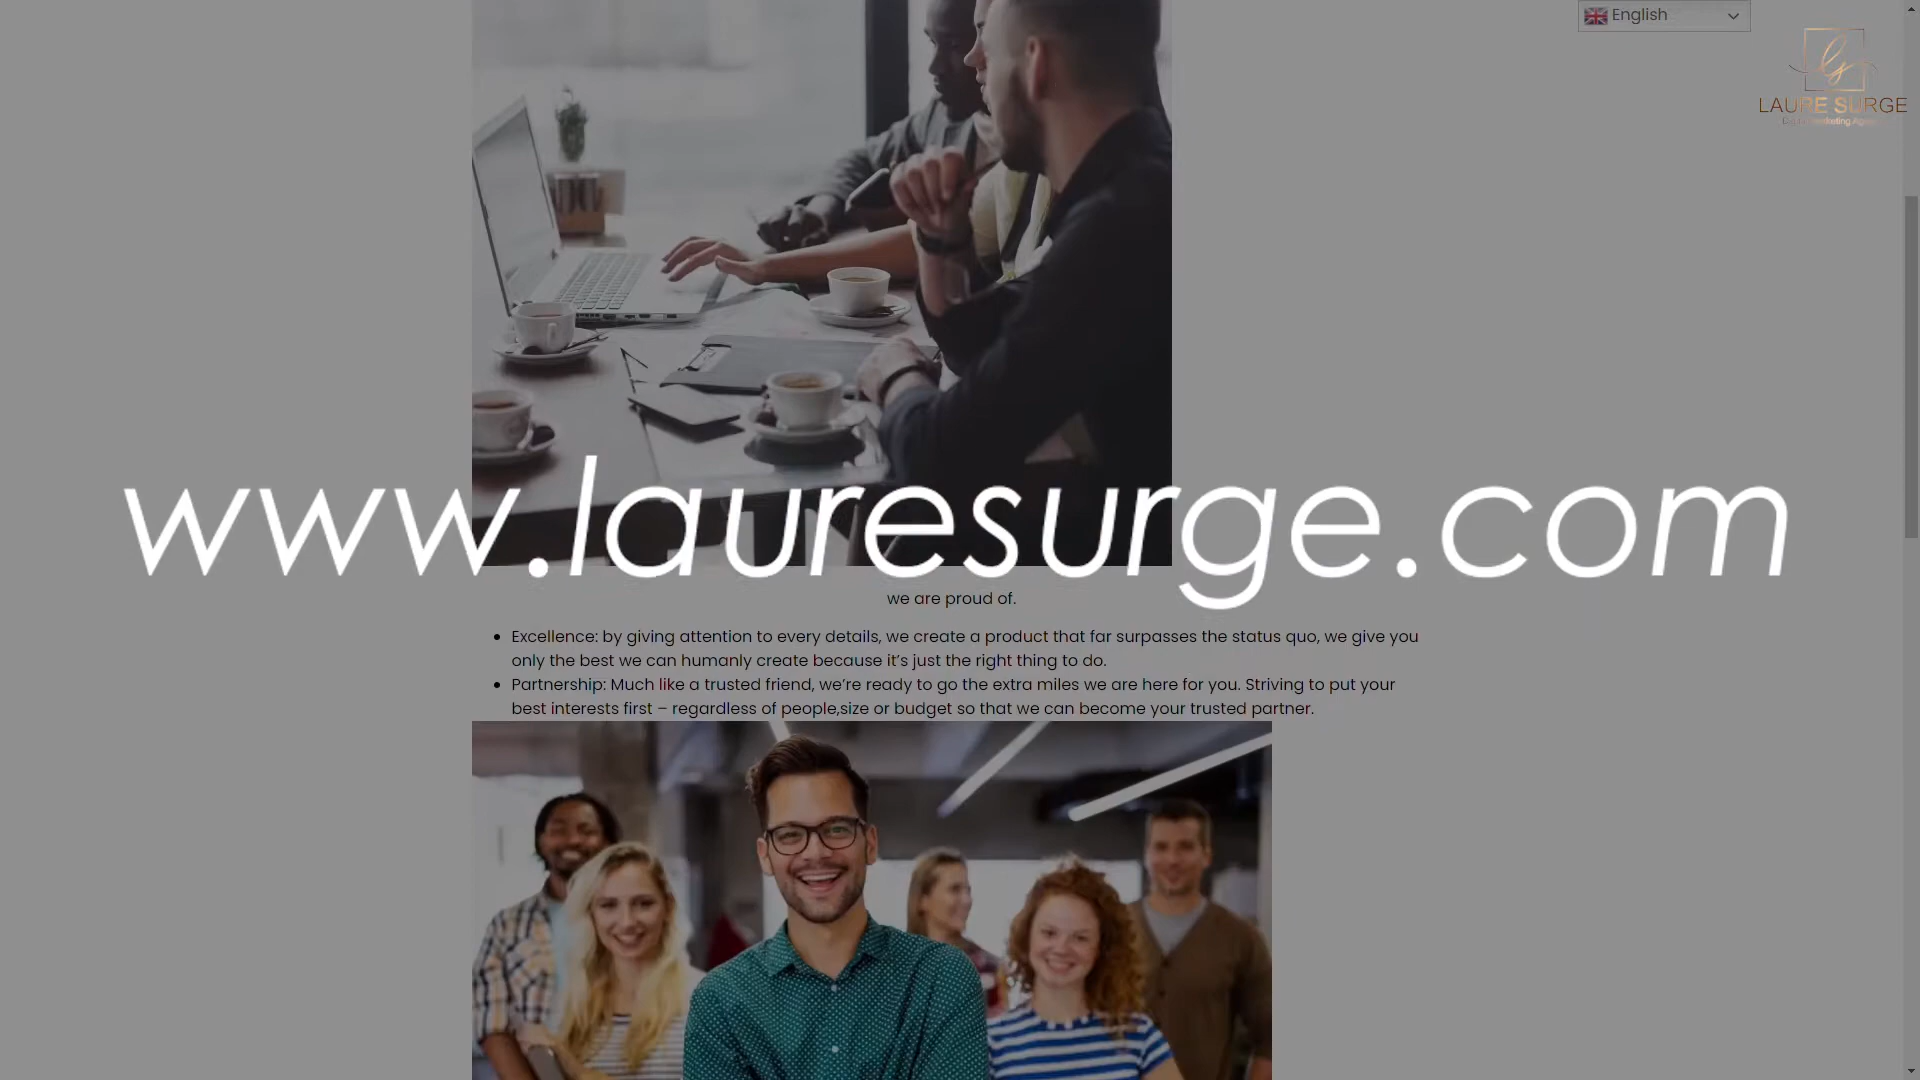 English
LAURE SURGE
Digital Marketing Agency
www.lauresurge.com
we are proud of.
Excellence: by giving attention to every details, we create a product that far surpasses the status quo, we give you
only the best we can humanly create because it’s just the right thing to do.
Partnership: Much like a trusted friend, we’re ready to go the extra miles we are here for you. Striving to put your
best interests first – regardless of people,size or budget so that we can become your trusted partner.